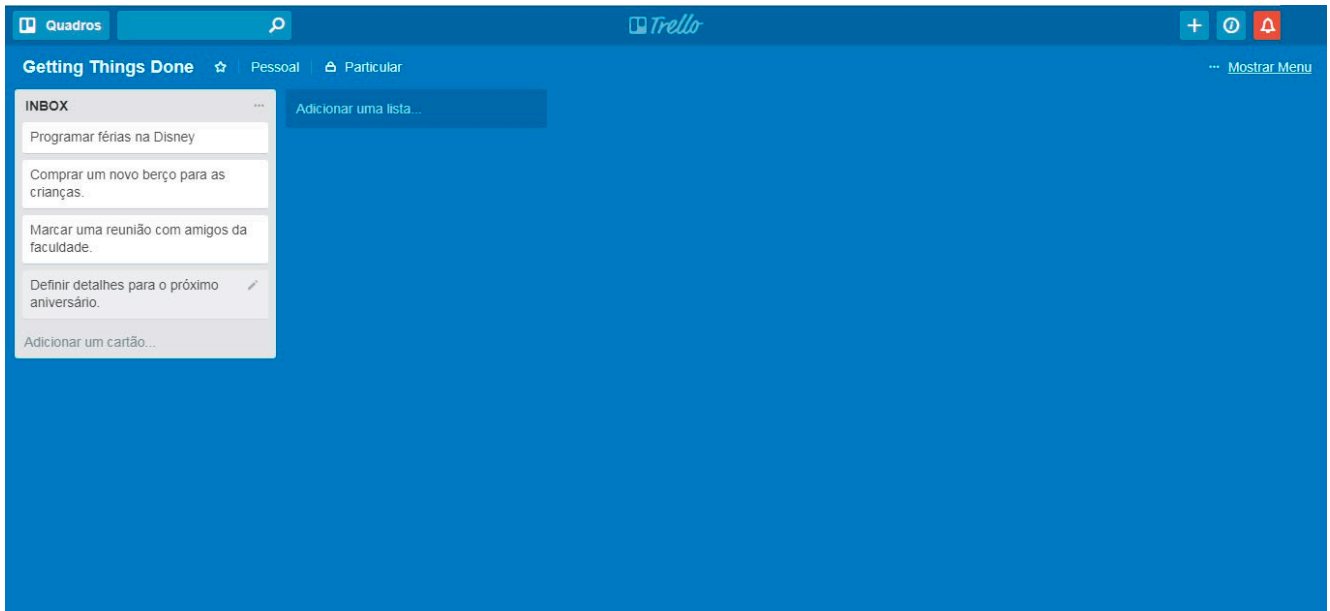 Quadros
Trello
Getting Things Done
Pessoal
Particular
... Mostrar Menu
INBOX ...
Programar férias na Disney
Comprar um novo berço para as
crianças.
Marcar uma reunião com amigos da
faculdade.
Definir detalhes para o próximo
aniversário.
Adicionar um cartão...
Adicionar uma lista...